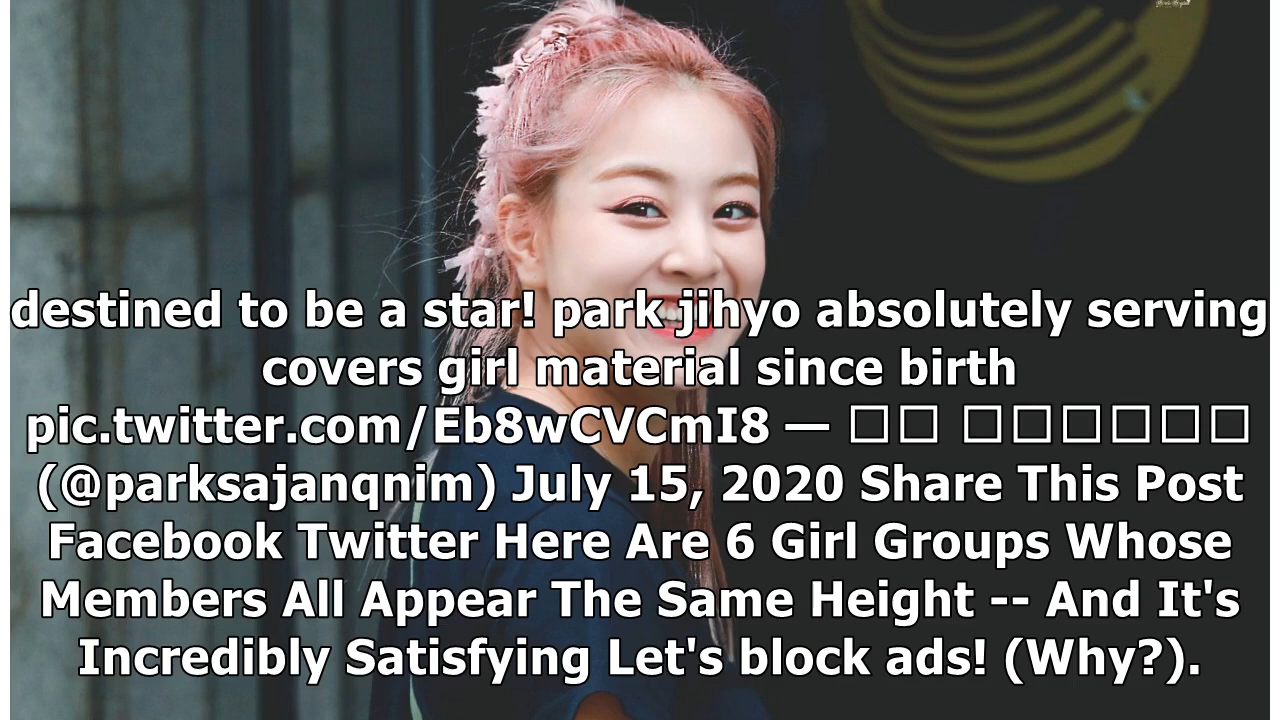 destined to be a star! park jihyo absolutely serving
covers girl material since birth
pic.twitter.com/Eb8wCVCmI8 — □□ □□□□□□
(@parksajanqnim) July 15, 2020 Share This Post
Facebook Twitter Here Are 6 Girl Groups Whose
Members All Appear The Same Height -- And It's
Incredibly Satisfying Let's block ads! (Why?).